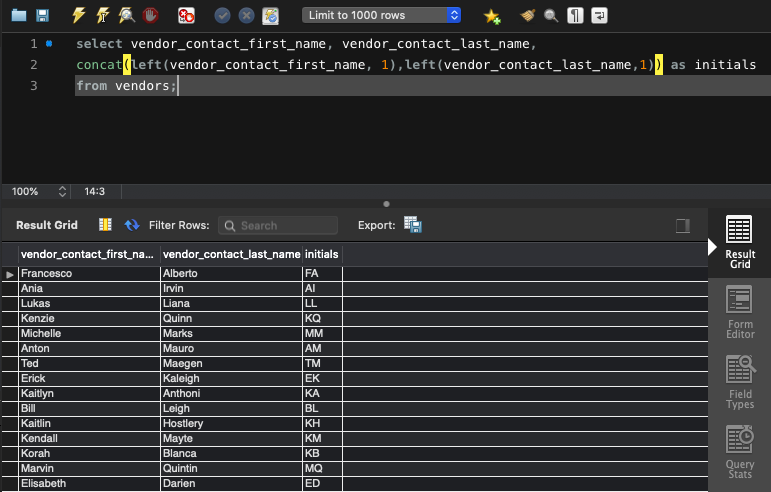 Limit to 1000 rows
1 select vendor_contact_first_name, vendor_contact_last_name,
2 concat(left(vendor_contact_first_name, 1),left(vendor_contact_last_name,1)) as initials
3 from vendors;
100% 14:3
Result Grid Filter Rows: Search Export:
vendor_contact_first_na... vendor_contact_last_name initials
Francesco Alberto FA
Ania Irvin AI
Lukas Liana LL
Kenzie Quinn KQ
Michelle Marks MM
Anton Mauro AM
Ted Maegen TM
Erick Kaleigh EK
Kaitlyn Anthoni KA
Bill Leigh BL
Kaitlin Hostlery KH
Kendall Mayte KM
Korah Blanca KB
Marvin Quintin MQ
Elisabeth Darien ED
Result
Grid
Form
Editor
Field
Types
Query
Stats